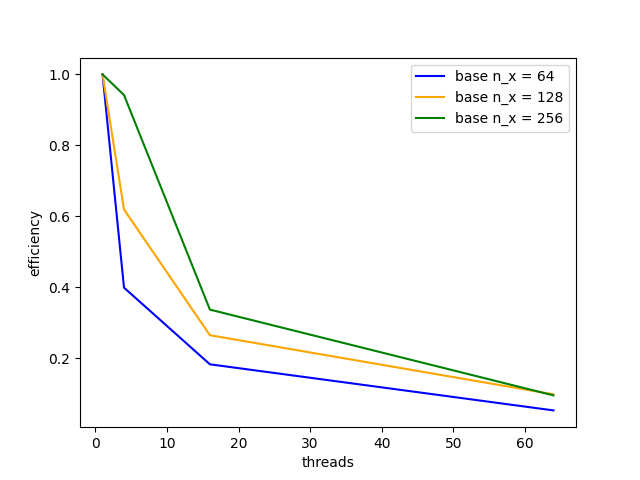 base n_x = 64
base n_x = 128
base n_x = 256
efficiency
1.0
0.8
0.6
0.4
0.2
0 10 20 30 40 50 60
threads